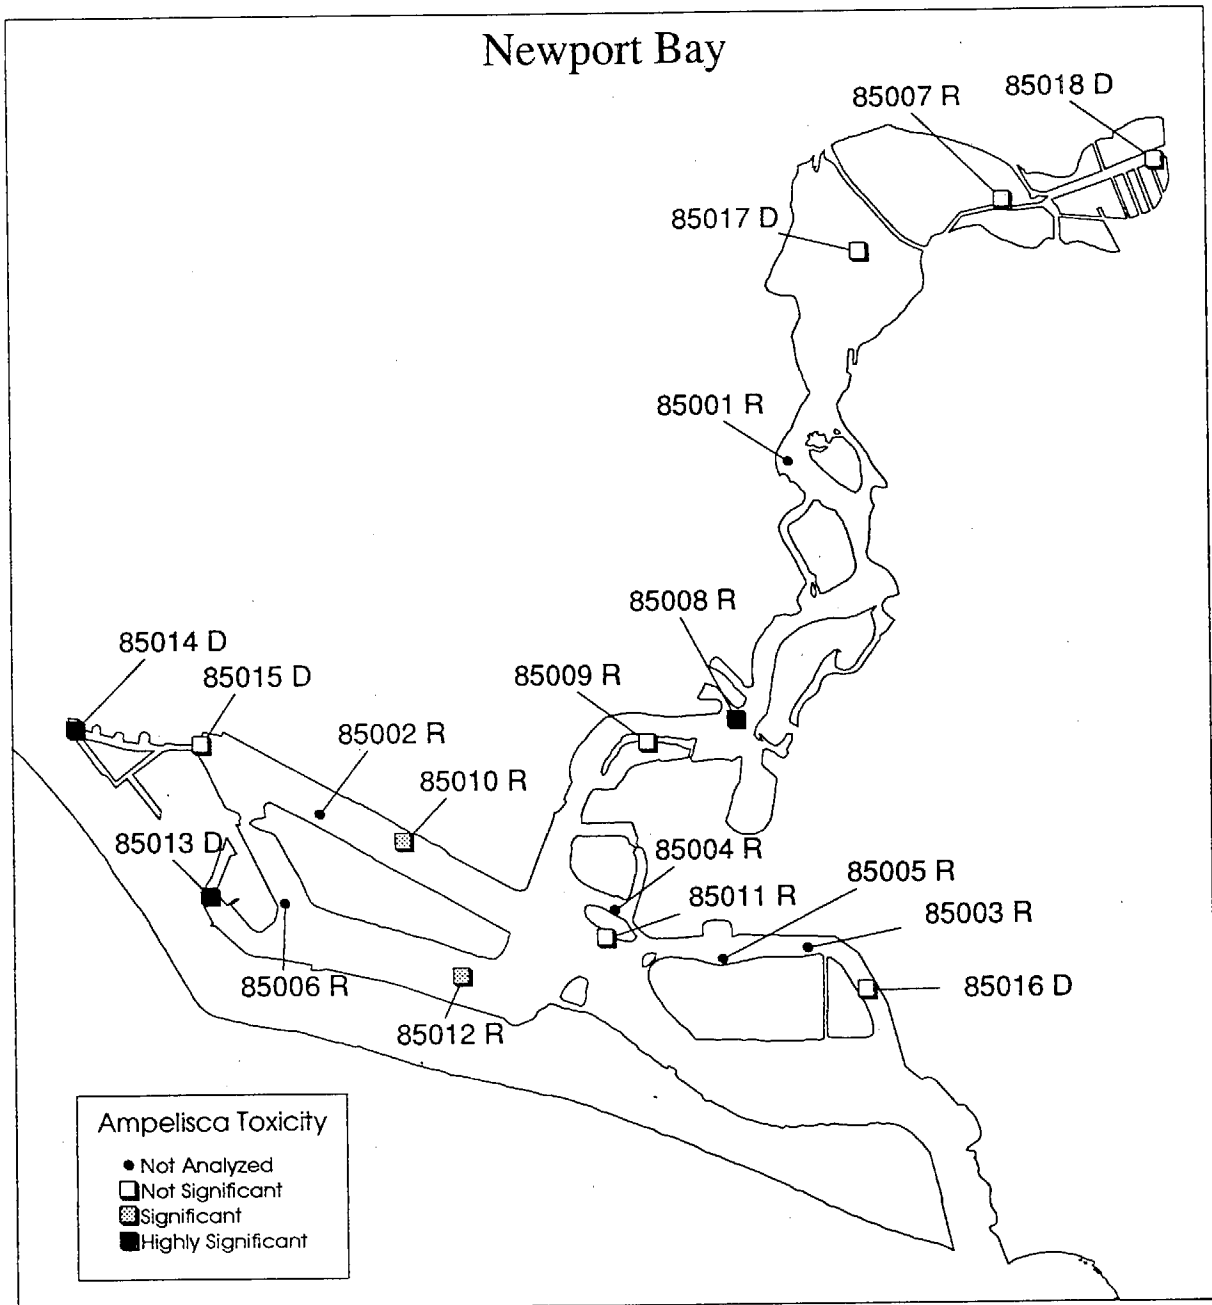 Newport Bay
85018 D
85007 R
85017 D
85001 R
85008 R
85014 D
85015 D
85009 R
85002 R
85010 R
85013 D
85004 R
85005 R
85011 R
85003 R
85006 R
85016 D
85012 R
Ampelisca Toxicity
Not Analyzed
Not Significant
Significant
Highly Significant